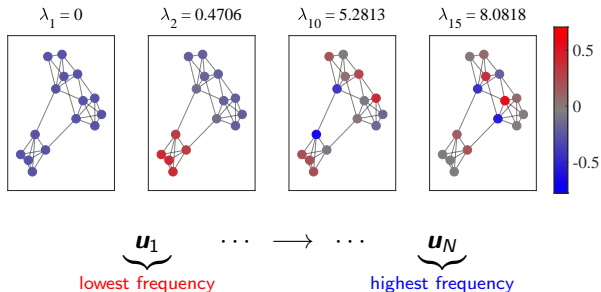 λ₁ = 0 λ₂ = 0.4706 λ₁₀ = 5.2813 λ₁₅ = 8.0818
0.5
0
-0.5
u₁ ⋯ ⟶ ⋯ u_N
lowest frequency highest frequency